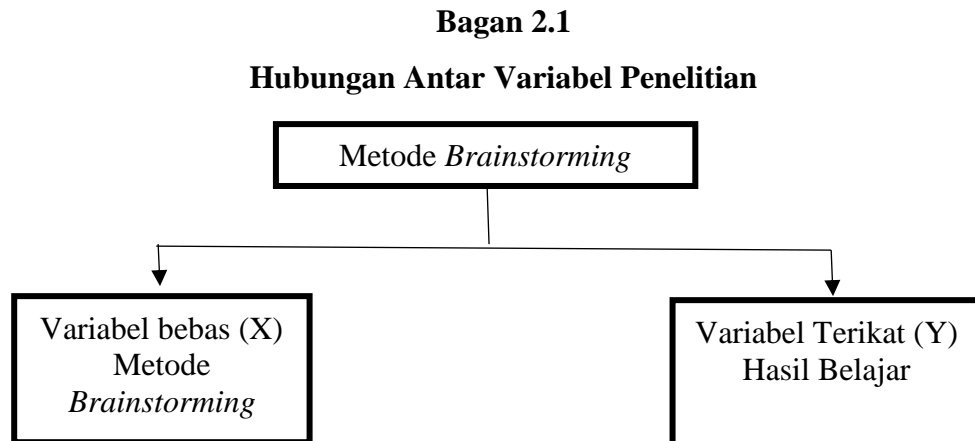 Bagan 2.1
Hubungan Antar Variabel Penelitian
Metode Brainstorming
Variabel bebas (X)
Metode
Brainstorming
Variabel Terikat (Y)
Hasil Belajar